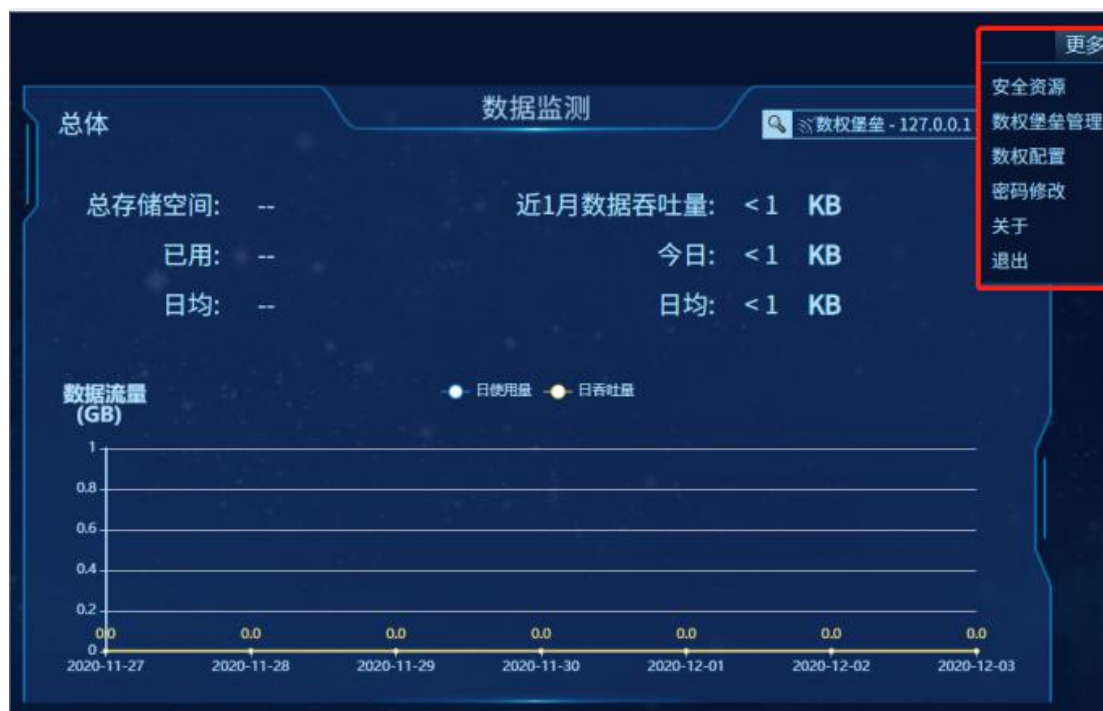 更多
安全资源
数权堡垒管理
数权配置
密码修改
关于
退出
数据监测
总体
数权堡垒 - 127.0.0.1
总存储空间: -- 近1月数据吞吐量: < 1 KB
已用: -- 今日: < 1 KB
日均: -- 日均: < 1 KB
数据流量
(GB)
日使用量 日吞吐量
1
0.8
0.6
0.4
0.2
0
0.0 0.0 0.0 0.0 0.0 0.0 0.0
2020-11-27 2020-11-28 2020-11-29 2020-11-30 2020-12-01 2020-12-02 2020-12-03